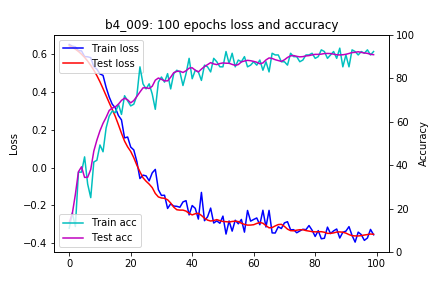 b4_009: 100 epochs loss and accuracy
Train loss
Test loss
Train acc
Test acc
Loss
Accuracy
0.6
0.4
0.2
0.0
−0.2
−0.4
100
80
60
40
20
0
0
20
40
60
80
100